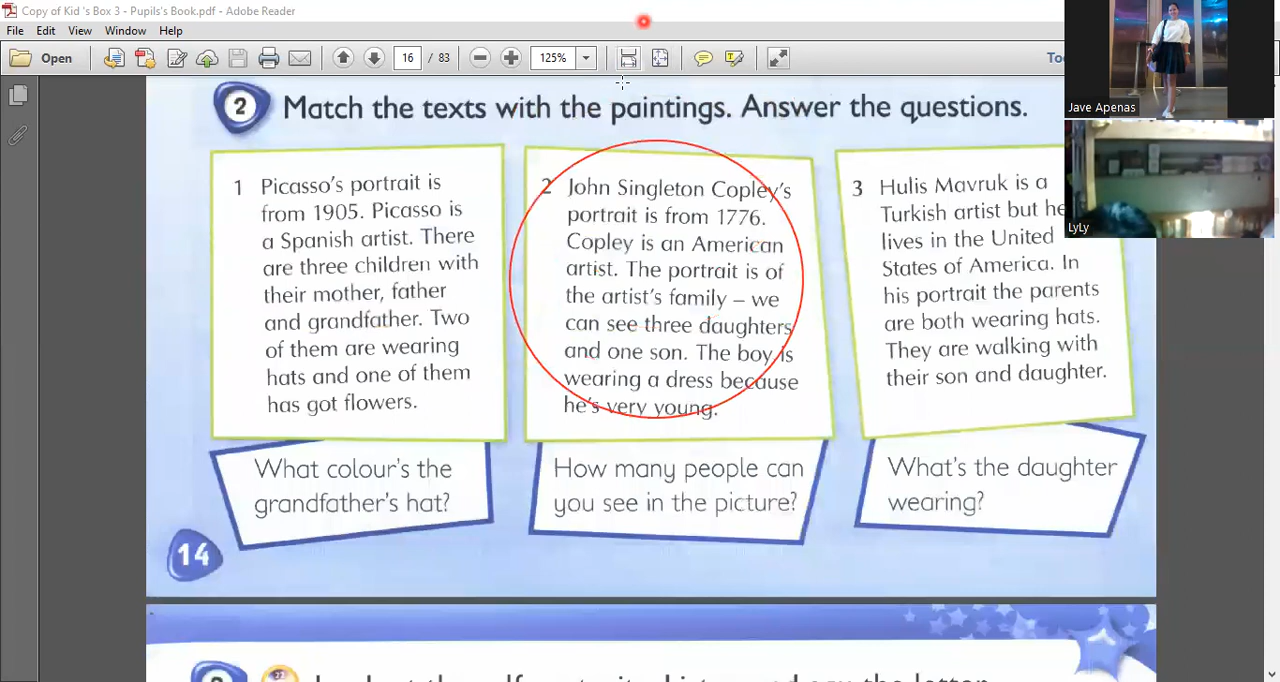 Copy of Kid 's Box 3 - Pupils's Book.pdf - Adobe Reader
File Edit View Window Help
Open 16 / 83 125%
Jave Apenas
LyLy
2 Match the texts with the paintings. Answer the questions.
1 Picasso's portrait is
from 1905. Picasso is
a Spanish artist. There
are three children with
their mother, father
and grandfather. Two
of them are wearing
hats and one of them
has got flowers.
2 John Singleton Copley's
portrait is from 1776.
Copley is an American
artist. The portrait is of
the artist's family – we
can see three daughters
and one son. The boy is
wearing a dress because
he's very young.
3 Hulis Mavruk is a
Turkish artist but he
lives in the United
States of America. In
his portrait the parents
are both wearing hats.
They are walking with
their son and daughter.
What colour's the
grandfather's hat?
How many people can
you see in the picture?
What's the daughter
wearing?
14